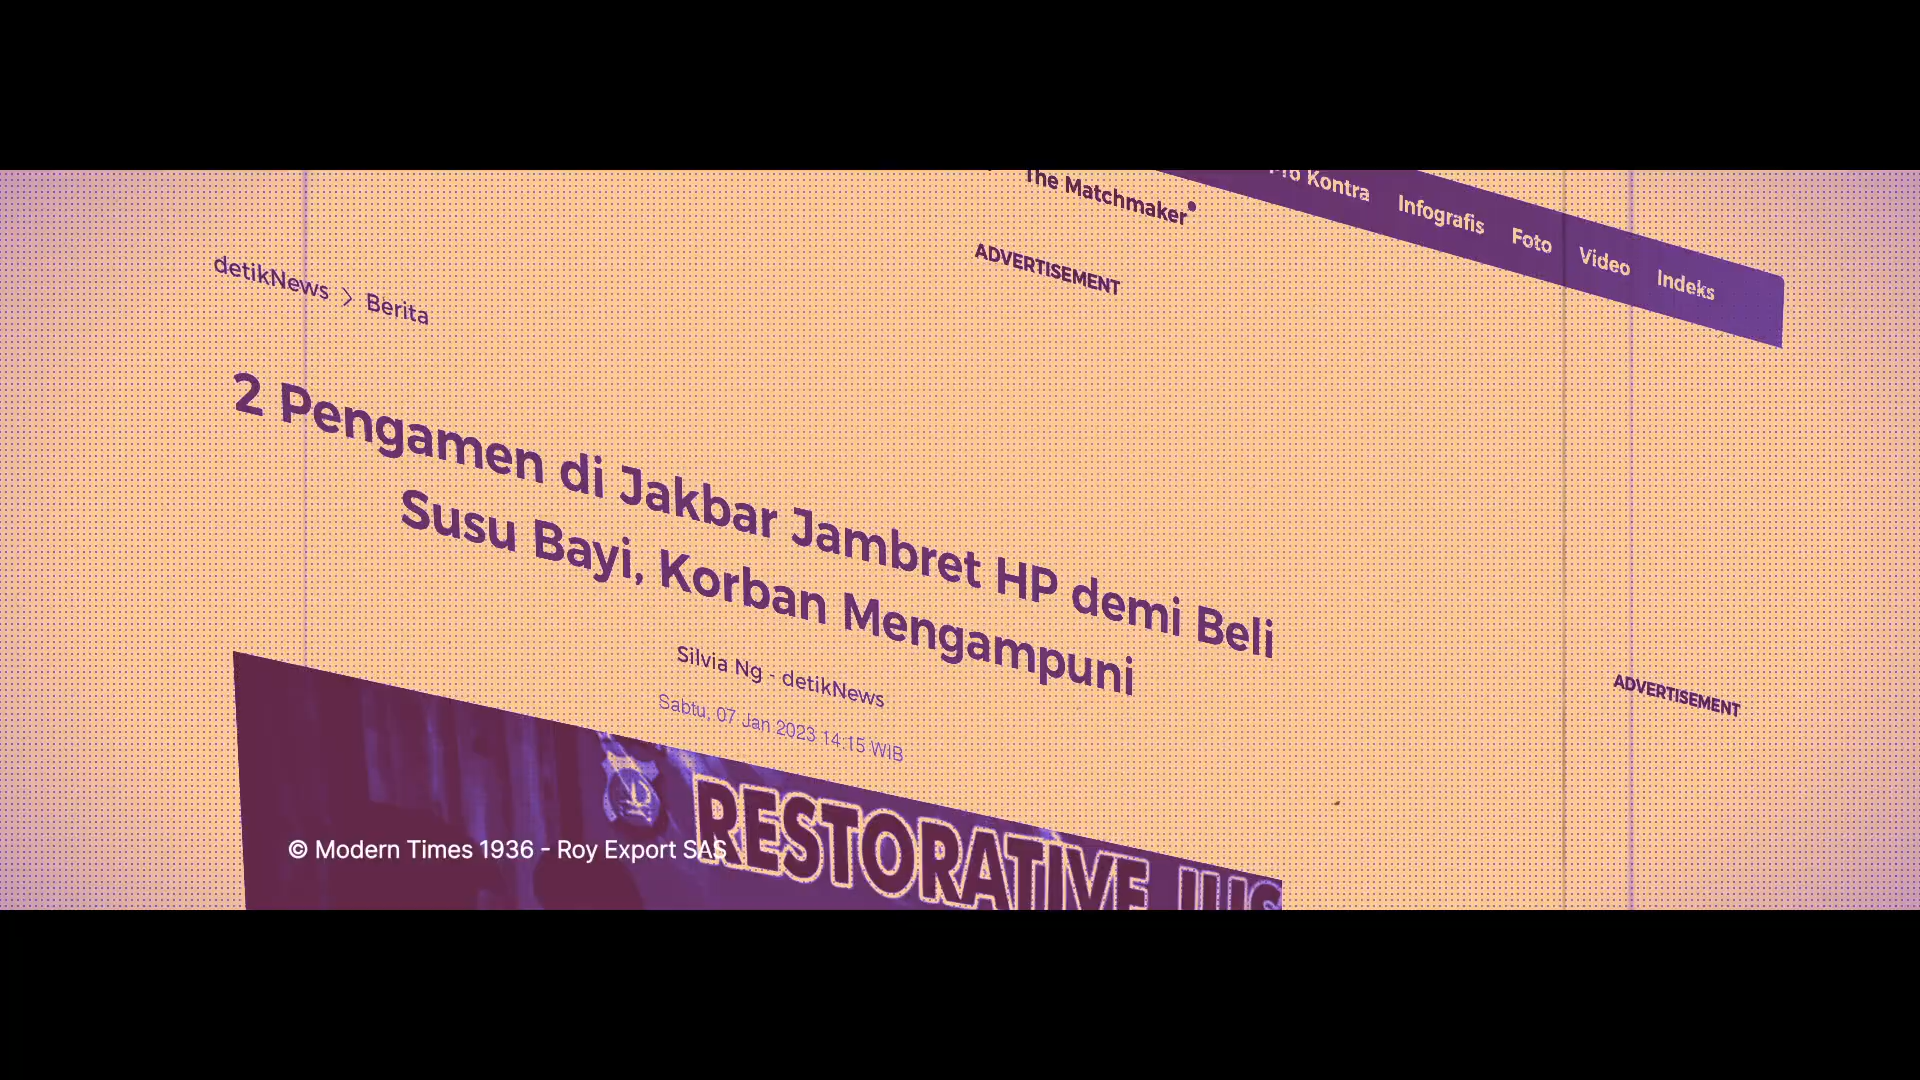 Pro Kontra Infografis Foto Video Indeks
The Matchmaker
ADVERTISEMENT
detikNews > Berita
2 Pengamen di Jakbar Jambret HP demi Beli
Susu Bayi, Korban Mengampuni
Silvia Ng - detikNews
Sabtu, 07 Jan 2023 14:15 WIB
ADVERTISEMENT
RESTORATIVE JUS
© Modern Times 1936 - Roy Export SAS